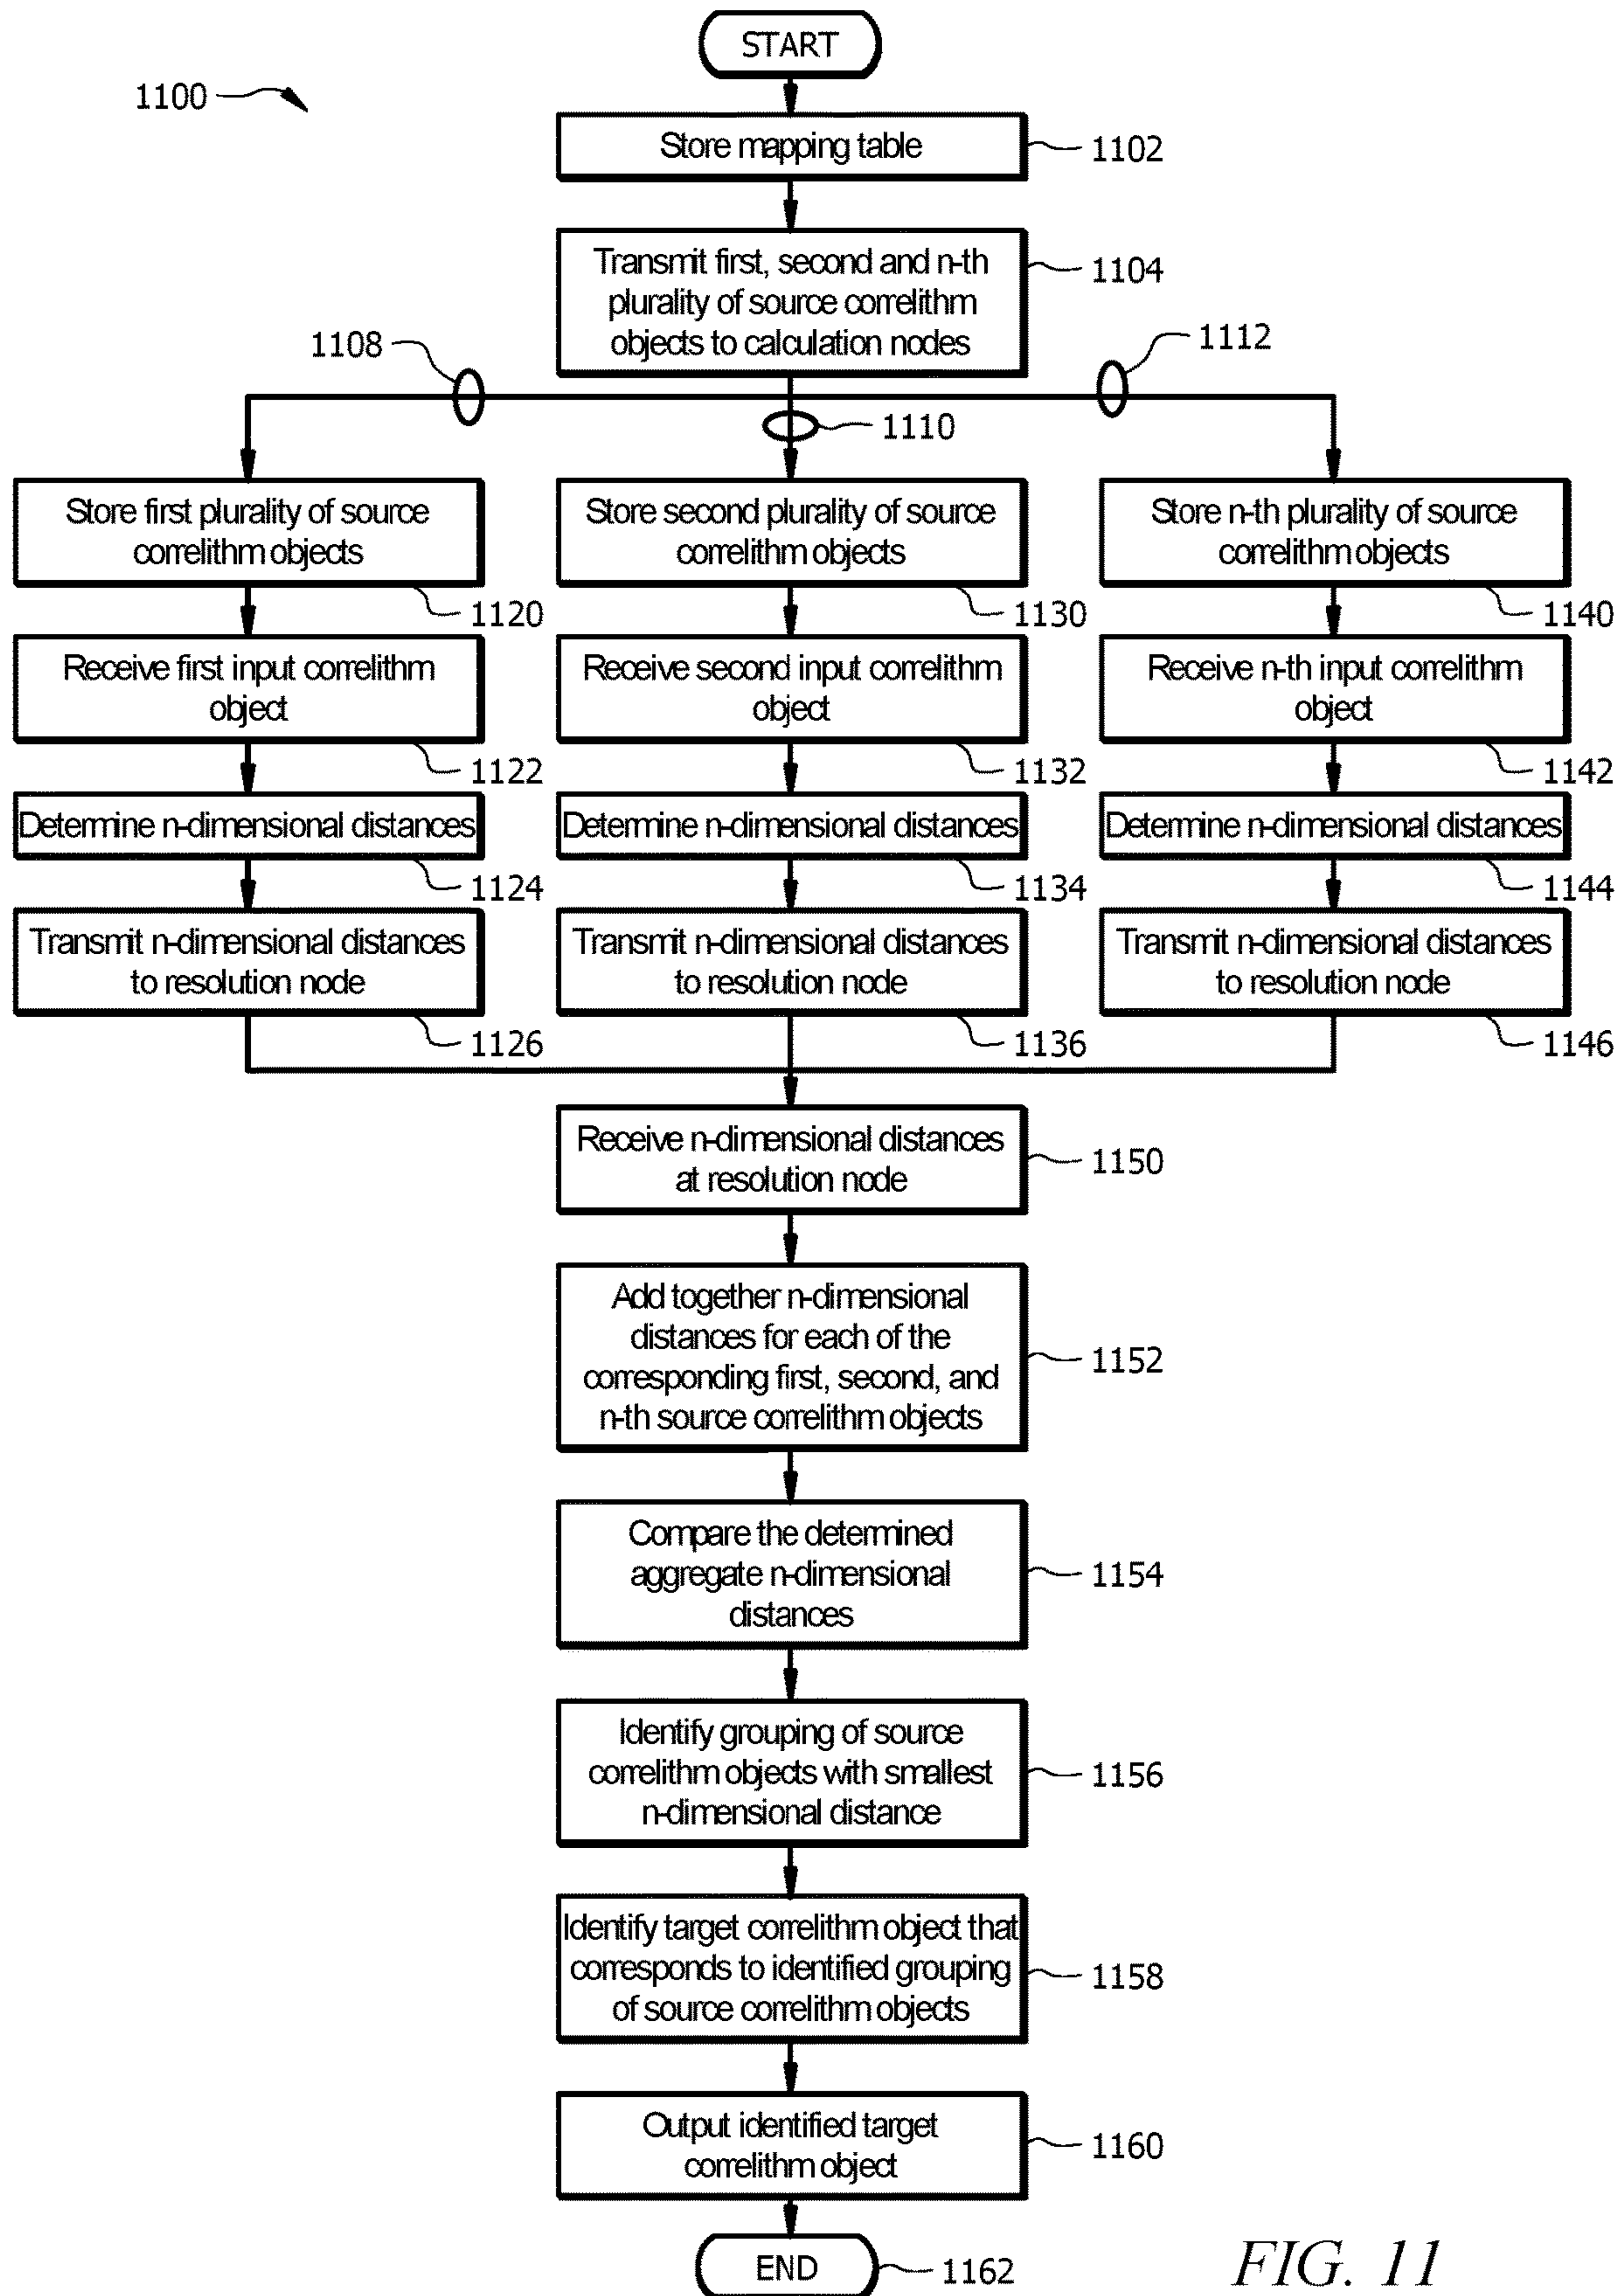 START
1100
Store mapping table
1102
Transmit first, second and n-th
plurality of source correlithm
objects to calculation nodes
1104
1108
1110
1112
Store first plurality of source
correlithm objects
1120
Store second plurality of source
correlithm objects
1130
Store n-th plurality of source
correlithm objects
1140
Receive first input correlithm
object
1122
Receive second input correlithm
object
1132
Receive n-th input correlithm
object
1142
Determine n-dimensional distances
1124
Determine n-dimensional distances
1134
Determine n-dimensional distances
1144
Transmit n-dimensional distances
to resolution node
1126
Transmit n-dimensional distances
to resolution node
1136
Transmit n-dimensional distances
to resolution node
1146
Receive n-dimensional distances
at resolution node
1150
Add together n-dimensional
distances for each of the
corresponding first, second, and
n-th source correlithm objects
1152
Compare the determined
aggregate n-dimensional
distances
1154
Identify grouping of source
correlithm objects with smallest
n-dimensional distance
1156
Identify target correlithm object that
corresponds to identified grouping
of source correlithm objects
1158
Output identified target
correlithm object
1160
END
1162
FIG. 11